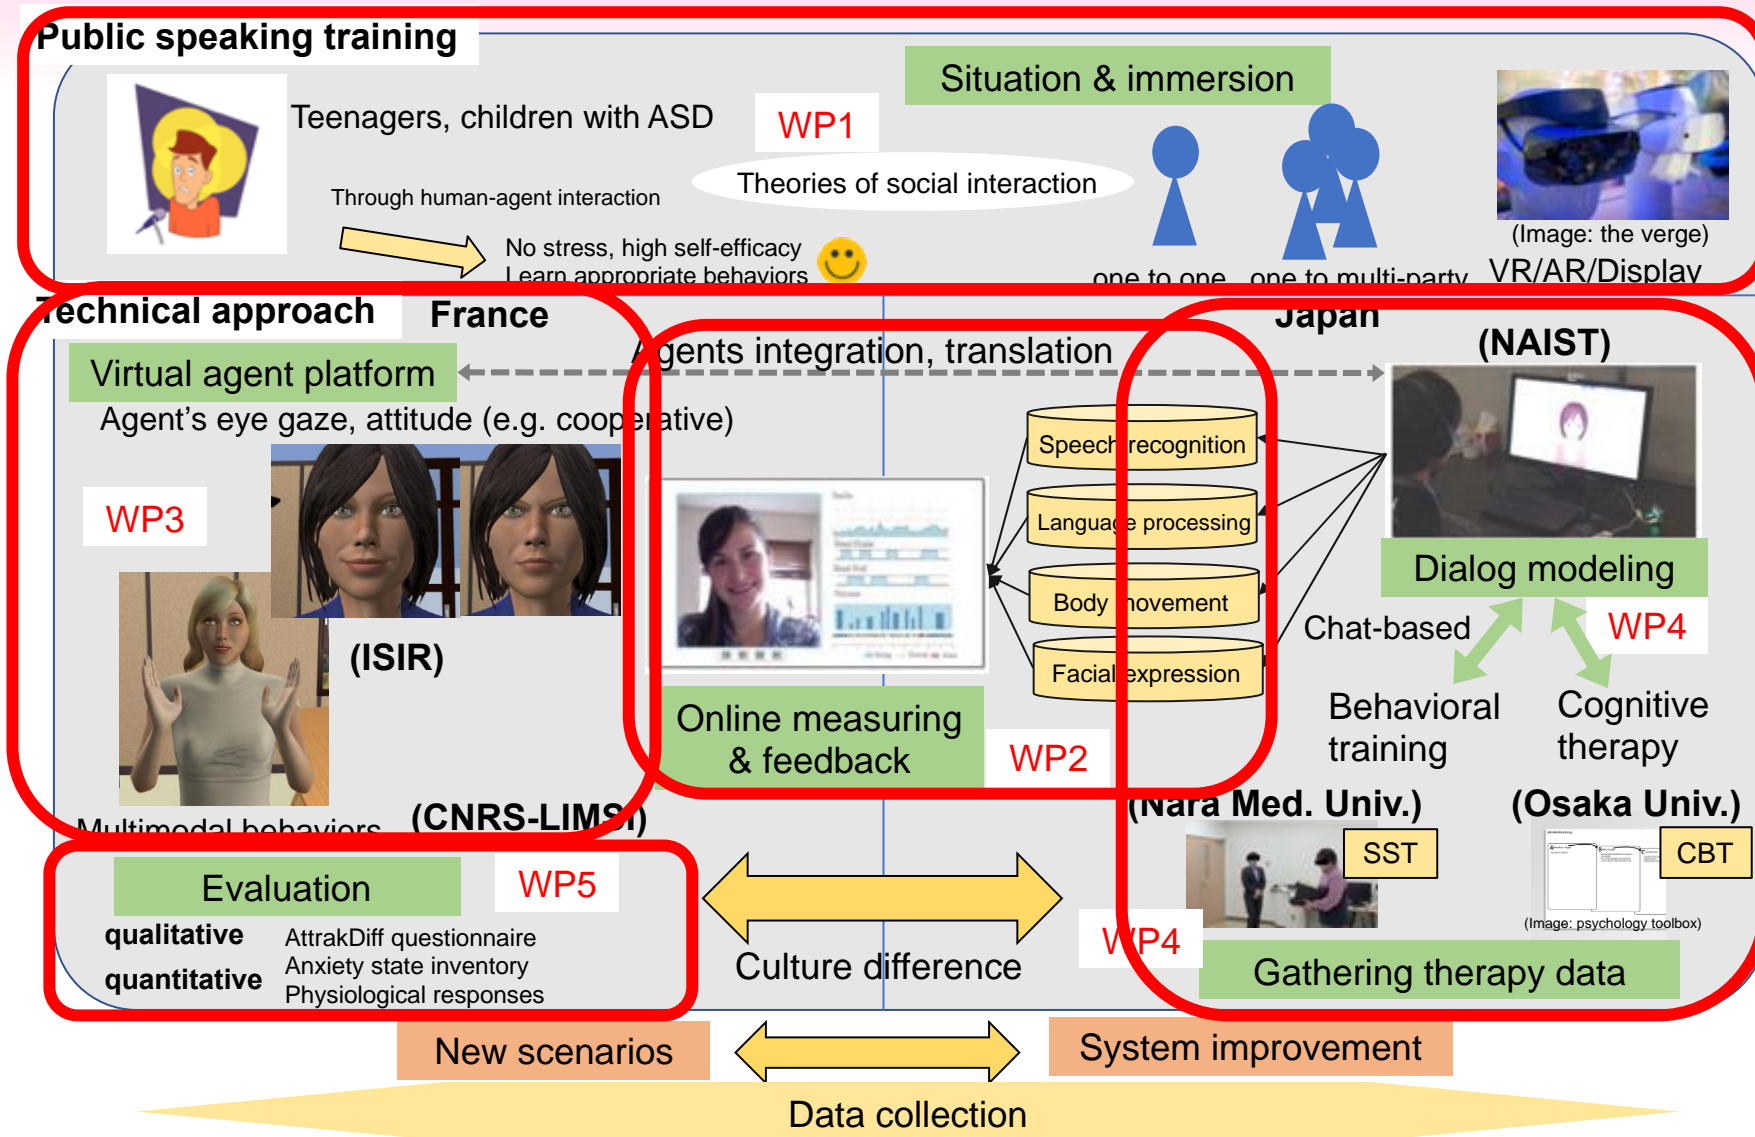 Public speaking training
Situation & immersion
Teenagers, children with ASD
WP1
Theories of social interaction
Through human-agent interaction
No stress, high self-efficacy
Learn appropriate behaviors
one to one
one to multi-party
(Image: the verge)
VR/AR/Display
Technical approach
France
Japan
(NAIST)
Agents integration, translation
Virtual agent platform
Agent's eye gaze, attitude (e.g. cooperative)
WP3
(ISIR)
Multimodal behaviors
(CNRS-LIMSI)
Speech recognition
Language processing
Body movement
Facial expression
Online measuring
& feedback
WP2
Dialog modeling
Chat-based
WP4
Behavioral
training
Cognitive
therapy
(Nara Med. Univ.)
(Osaka Univ.)
SST
CBT
(Image: psychology toolbox)
WP4
Gathering therapy data
Evaluation
WP5
qualitative
AttrakDiff questionnaire
Anxiety state inventory
quantitative
Physiological responses
Culture difference
New scenarios
System improvement
Data collection